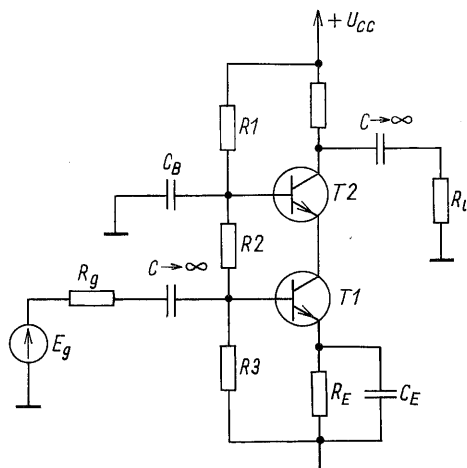 + U_CC
R1
C→∞
C_B
T2
R_L
R2
C→∞
R_g
T1
E_g
R3
R_E
C_E